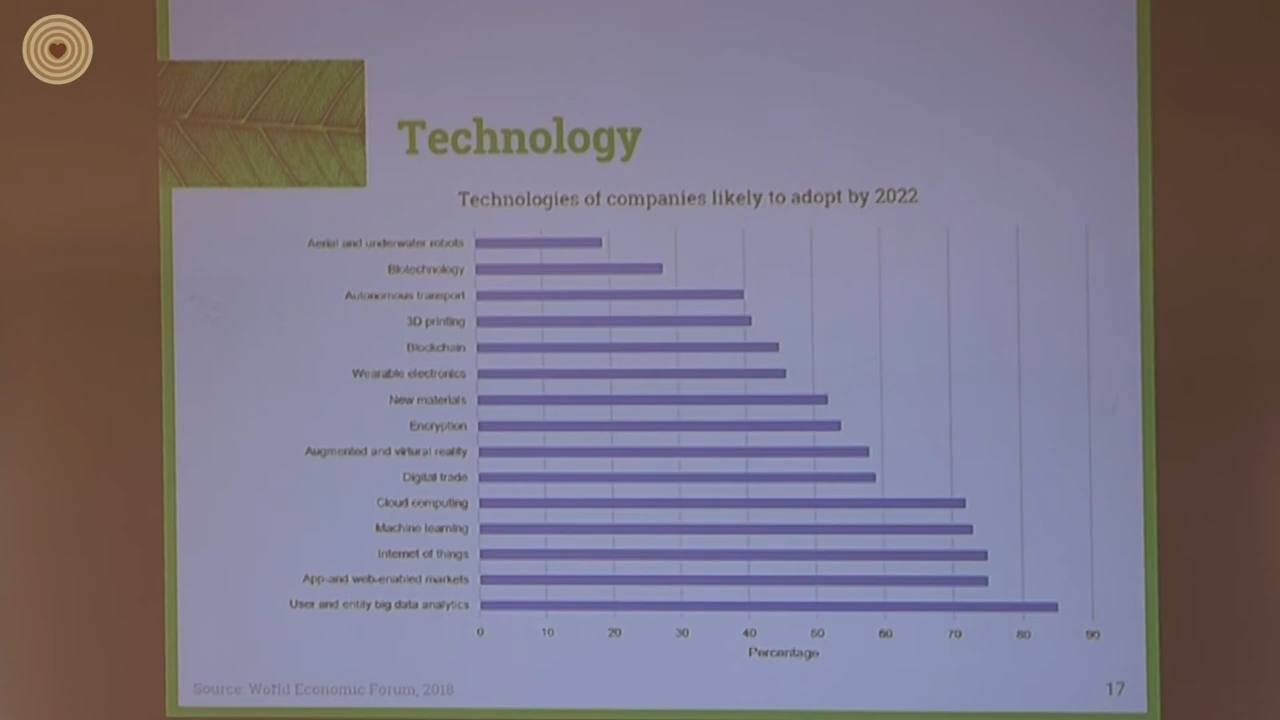 Technology
Technologies of companies likely to adopt by 2022
Aerial and underwater robots
Biotechnology
Autonomous transport
3D printing
Blockchain
Wearable electronics
New materials
Encryption
Augmented and virtural reality
Digital trade
Cloud computing
Machine learning
Internet of things
App-and web-enabled markets
User and entity big data analytics
0 10 20 30 40 50 60 70 80 90
Percentage
Source: World Economic Forum, 2018
17